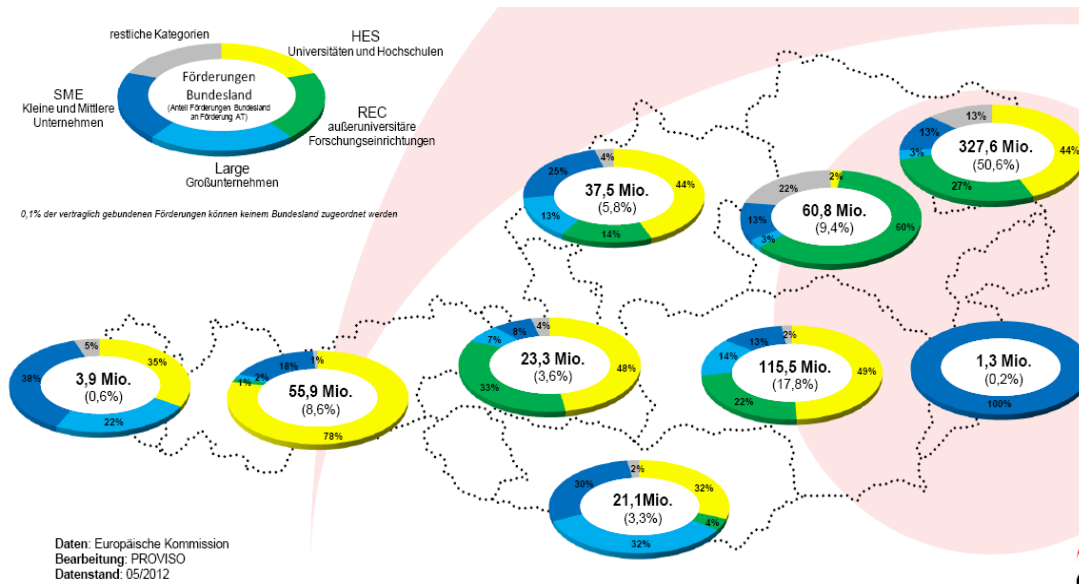 restliche Kategorien
HES
Universitäten und Hochschulen
SME
Kleine und Mittlere
Unternehmen
Förderungen
Bundesland
(Anteil Förderungen Bundesland
an Förderung AT)
REC
außeruniversitäre
Forschungseinrichtungen
Large
Großunternehmen
0,1% der vertraglich gebundenen Förderungen können keinem Bundesland zugeordnet werden
13%
13%
3%
327,6 Mio.
(50,6%)
44%
27%
4%
25%
37,5 Mio.
(5,8%)
44%
13%
14%
2%
22%
60,8 Mio.
(9,4%)
13%
3%
60%
5%
35%
38%
3,9 Mio.
(0,6%)
22%
1%
18%
2%
1%
55,9 Mio.
(8,6%)
78%
4%
8%
7%
23,3 Mio.
(3,6%)
48%
33%
2%
13%
14%
115,5 Mio.
(17,8%)
49%
22%
1,3 Mio.
(0,2%)
100%
2%
30%
32%
21,1Mio.
(3,3%)
4%
32%
Daten: Europäische Kommission
Bearbeitung: PROVISO
Datenstand: 05/2012